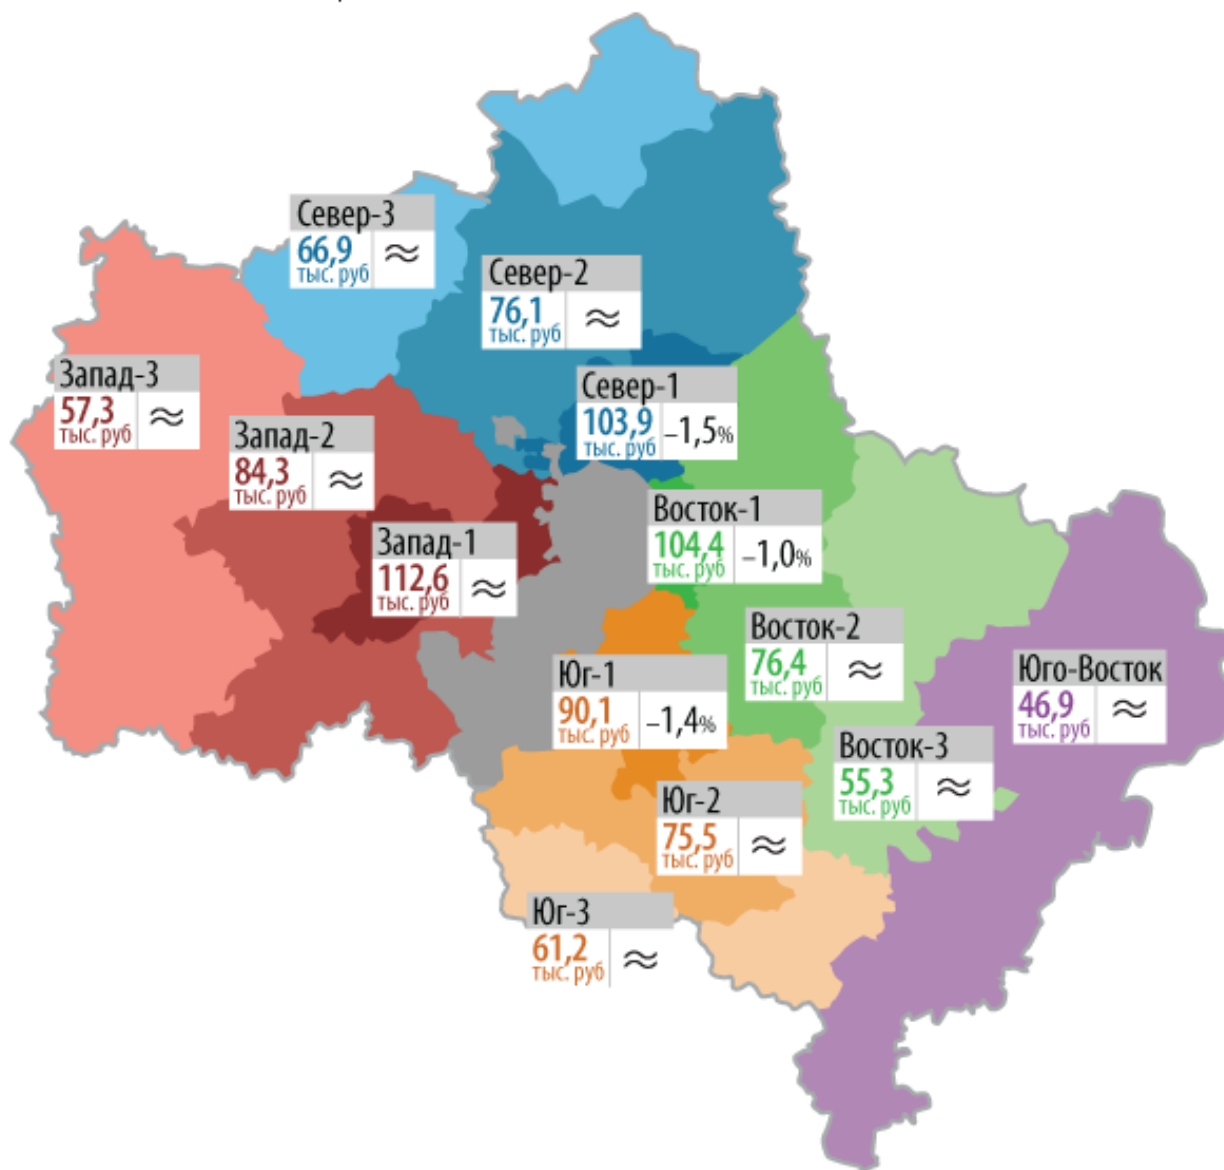 Север-3
66,9
тыс. руб
≈
Север-2
76,1
тыс. руб
≈
Запад-3
57,3
тыс. руб
≈
Север-1
103,9
тыс. руб
–1,5%
Запад-2
84,3
тыс. руб
≈
Восток-1
104,4
тыс. руб
–1,0%
Запад-1
112,6
тыс. руб
≈
Восток-2
76,4
тыс. руб
≈
Юг-1
90,1
тыс. руб
–1,4%
Юго-Восток
46,9
тыс. руб
≈
Восток-3
55,3
тыс. руб
≈
Юг-2
75,5
тыс. руб
≈
Юг-3
61,2
тыс. руб
≈